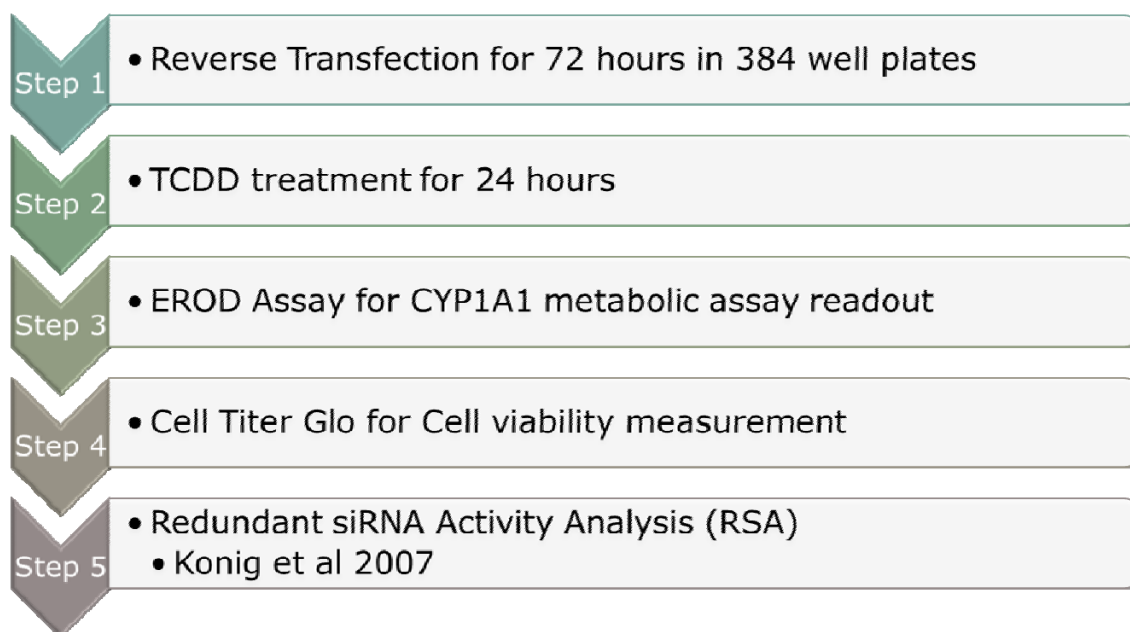 Step 1
• Reverse Transfection for 72 hours in 384 well plates
Step 2
• TCDD treatment for 24 hours
Step 3
• EROD Assay for CYP1A1 metabolic assay readout
Step 4
• Cell Titer Glo for Cell viability measurement
Step 5
• Redundant siRNA Activity Analysis (RSA)
• Konig et al 2007